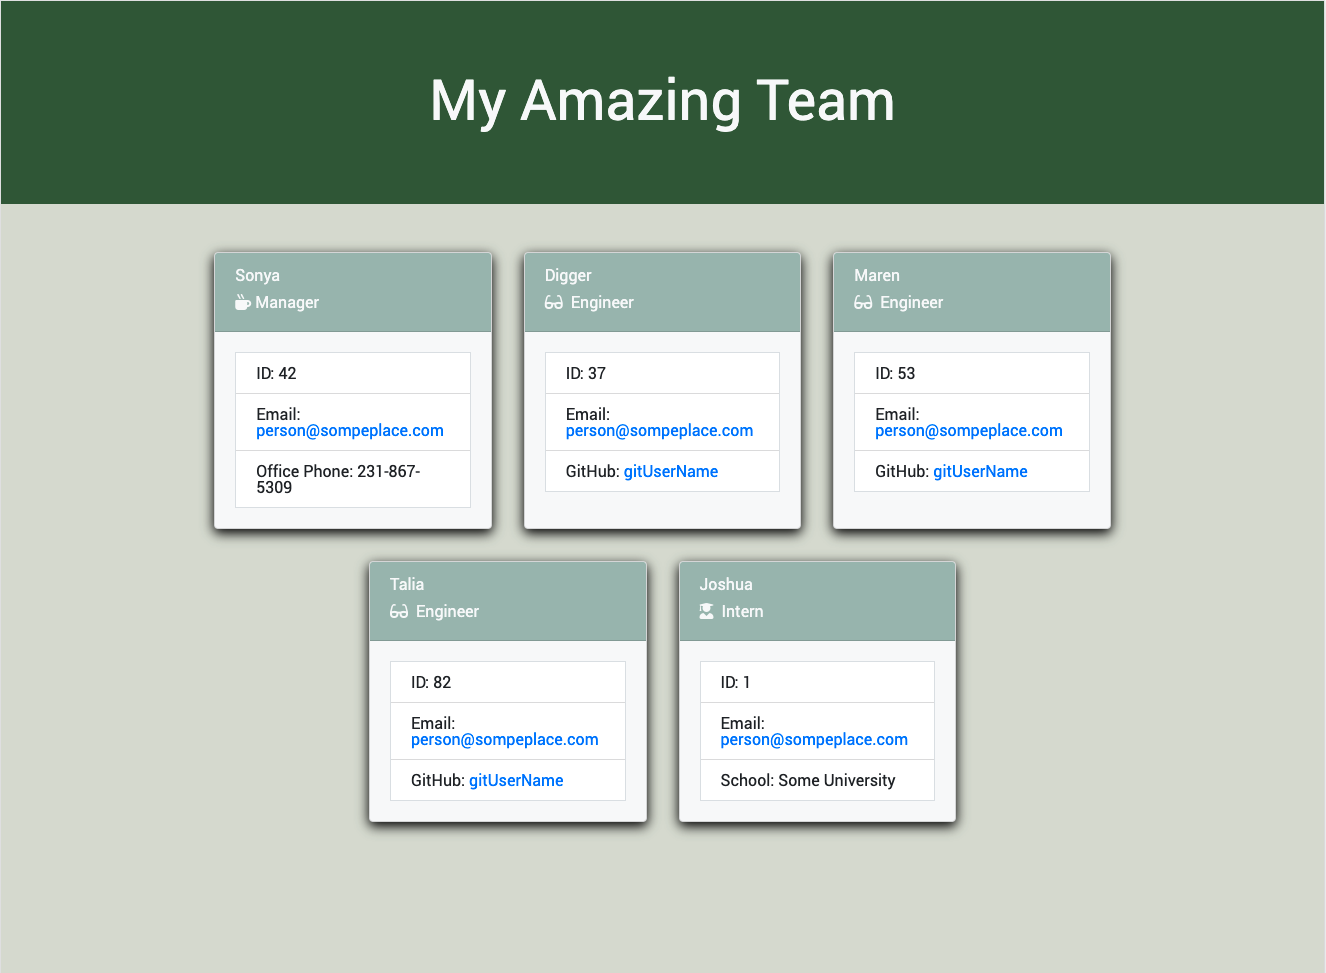 My Amazing Team
Sonya
Manager
ID: 42
Email:
person@sompeplace.com
Office Phone: 231-867-
5309
Digger
Engineer
ID: 37
Email:
person@sompeplace.com
GitHub: gitUserName
Maren
Engineer
ID: 53
Email:
person@sompeplace.com
GitHub: gitUserName
Talia
Engineer
ID: 82
Email:
person@sompeplace.com
GitHub: gitUserName
Joshua
Intern
ID: 1
Email:
person@sompeplace.com
School: Some University